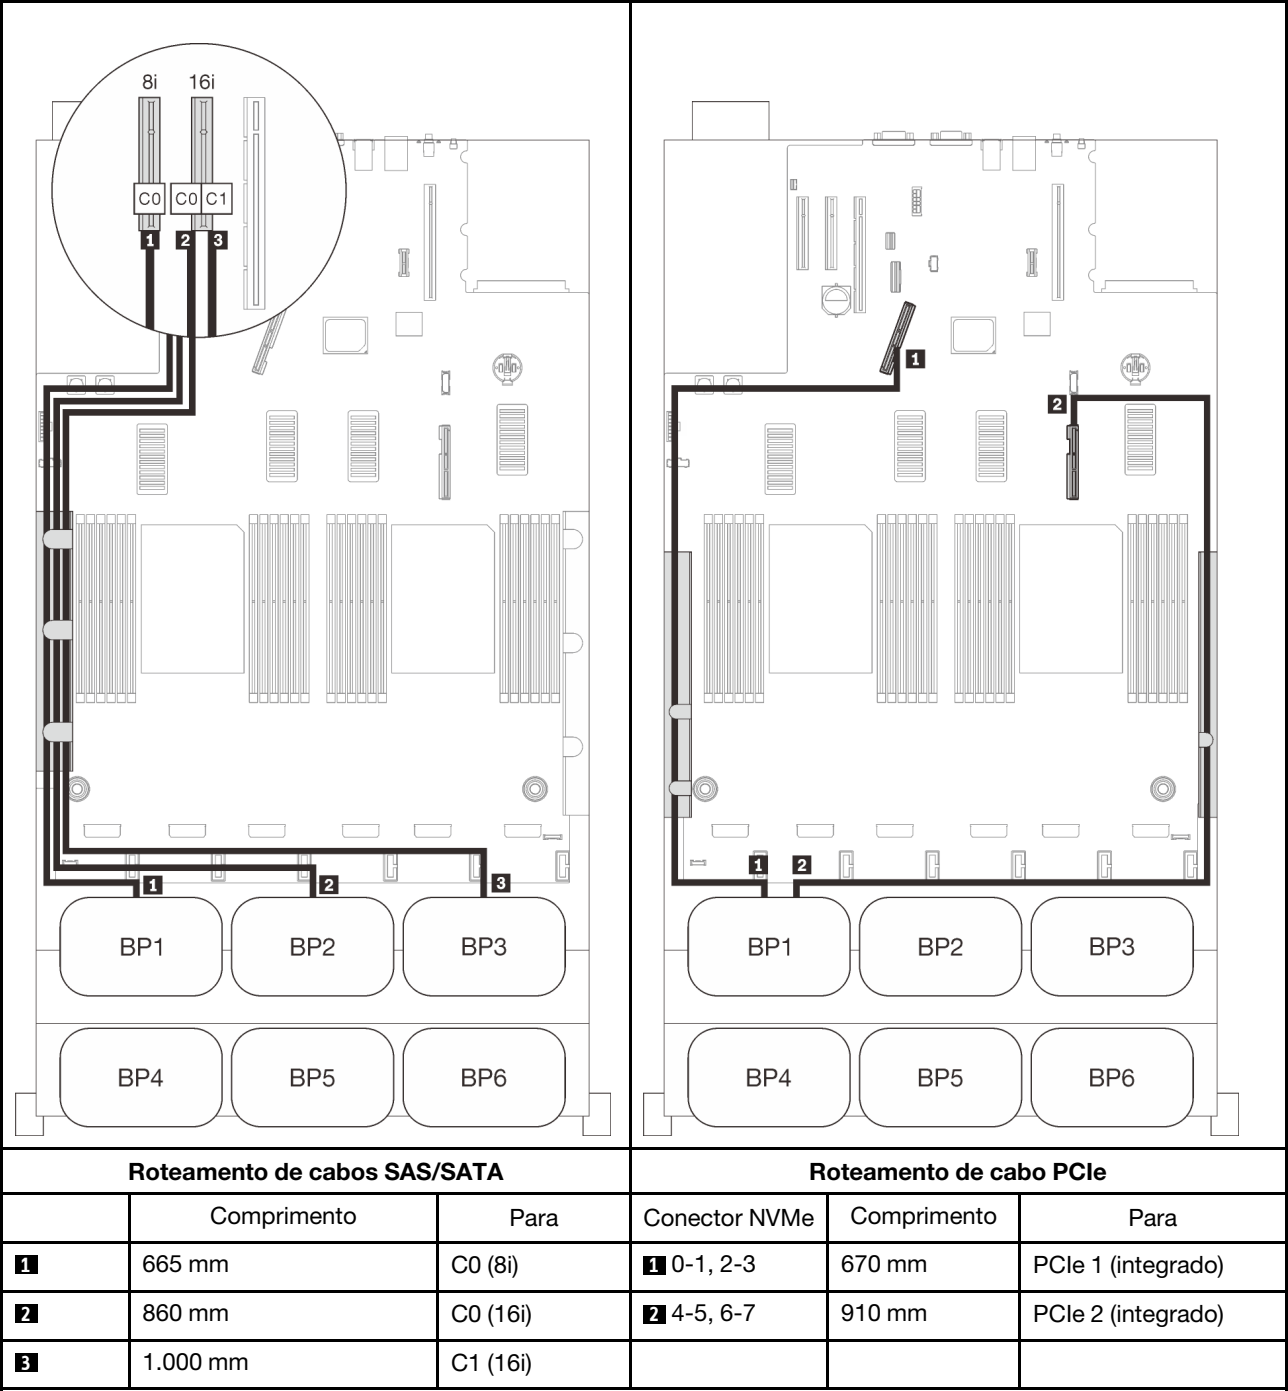 8i 16i
C0 C0 C1
1 2 3
1 2 3
BP1 BP2 BP3
BP4 BP5 BP6
1
2
1 2
BP1 BP2 BP3
BP4 BP5 BP6
Roteamento de cabos SAS/SATA
Comprimento Para
1 665 mm C0 (8i)
2 860 mm C0 (16i)
3 1.000 mm C1 (16i)
Roteamento de cabo PCIe
Conector NVMe Comprimento Para
1 0-1, 2-3 670 mm PCIe 1 (integrado)
2 4-5, 6-7 910 mm PCIe 2 (integrado)